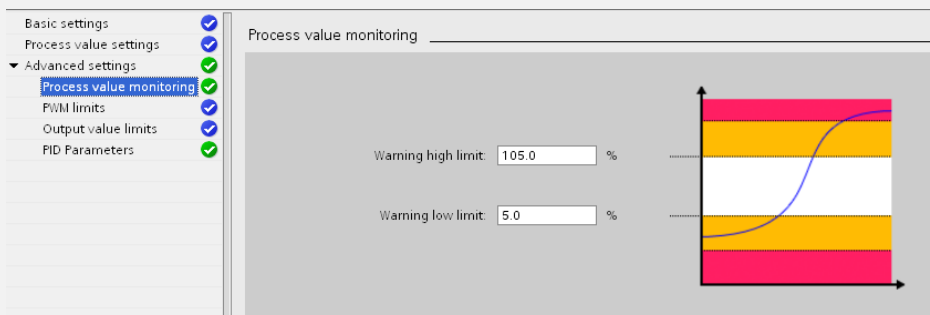 Basic settings
Process value settings
Advanced settings
Process value monitoring
PWM limits
Output value limits
PID Parameters
Process value monitoring
Warning high limit: 105.0 %
Warning low limit: 5.0 %